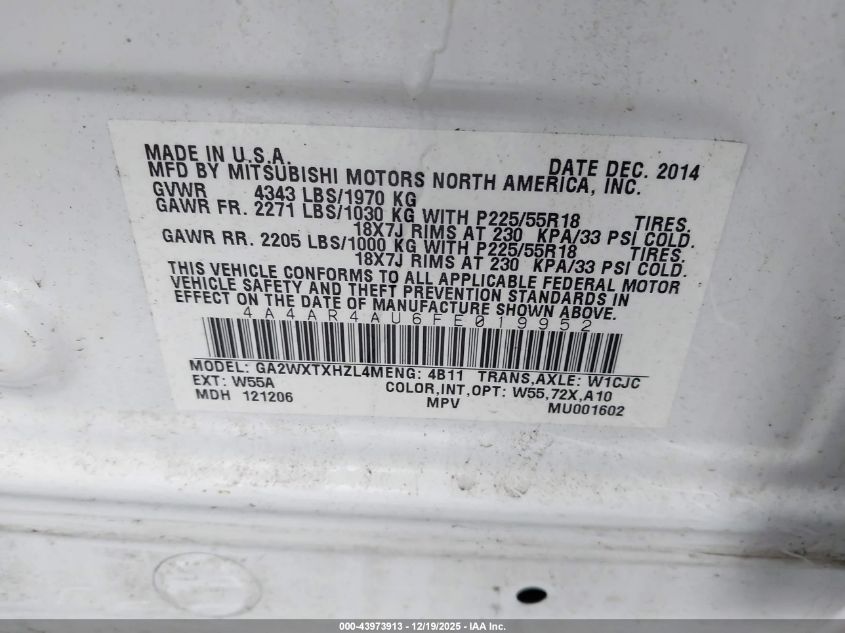 MADE IN U.S.A. DATE DEC. 2014
MFD BY MITSUBISHI MOTORS NORTH AMERICA, INC.
GVWR 4343 LBS/1970 KG
GAWR FR. 2271 LBS/1030 KG WITH P225/55R18 TIRES,
18X7J RIMS AT 230 KPA/33 PSI COLD.
GAWR RR. 2205 LBS/1000 KG WITH P225/55R18 TIRES,
18X7J RIMS AT 230 KPA/33 PSI COLD.
THIS VEHICLE CONFORMS TO ALL APPLICABLE FEDERAL MOTOR
VEHICLE SAFETY AND THEFT PREVENTION STANDARDS IN
EFFECT ON THE DATE OF MANUFACTURE SHOWN ABOVE.
4A4AR4AU6FE019952
MODEL: GA2WXTXHZL4MENG: 4B11 TRANS,AXLE: W1CJC
EXT: W55A COLOR,INT,OPT: W55,72X,A10
MDH 121206 MPV MU001602
000-43973913 - 12/19/2025 - IAA Inc.